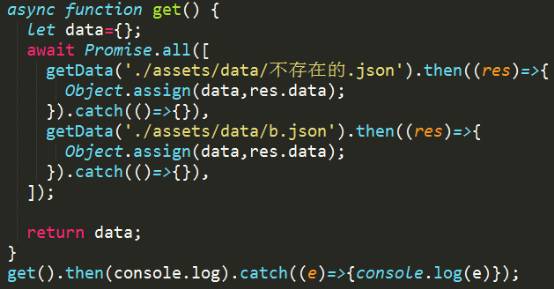 async function get() {
  let data={};
  await Promise.all([
    getData('./assets/data/不存在的.json').then((res)=>{
      Object.assign(data,res.data);
    }).catch(()=>{}),
    getData('./assets/data/b.json').then((res)=>{
      Object.assign(data,res.data);
    }).catch(()=>{}),
  ]);

  return data;
}
get().then(console.log).catch((e)=>{console.log(e)});